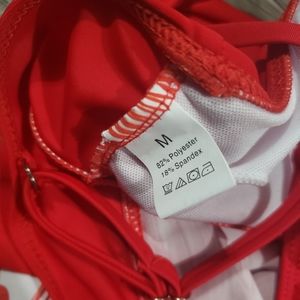 M
82% Polyester
18% Spandex